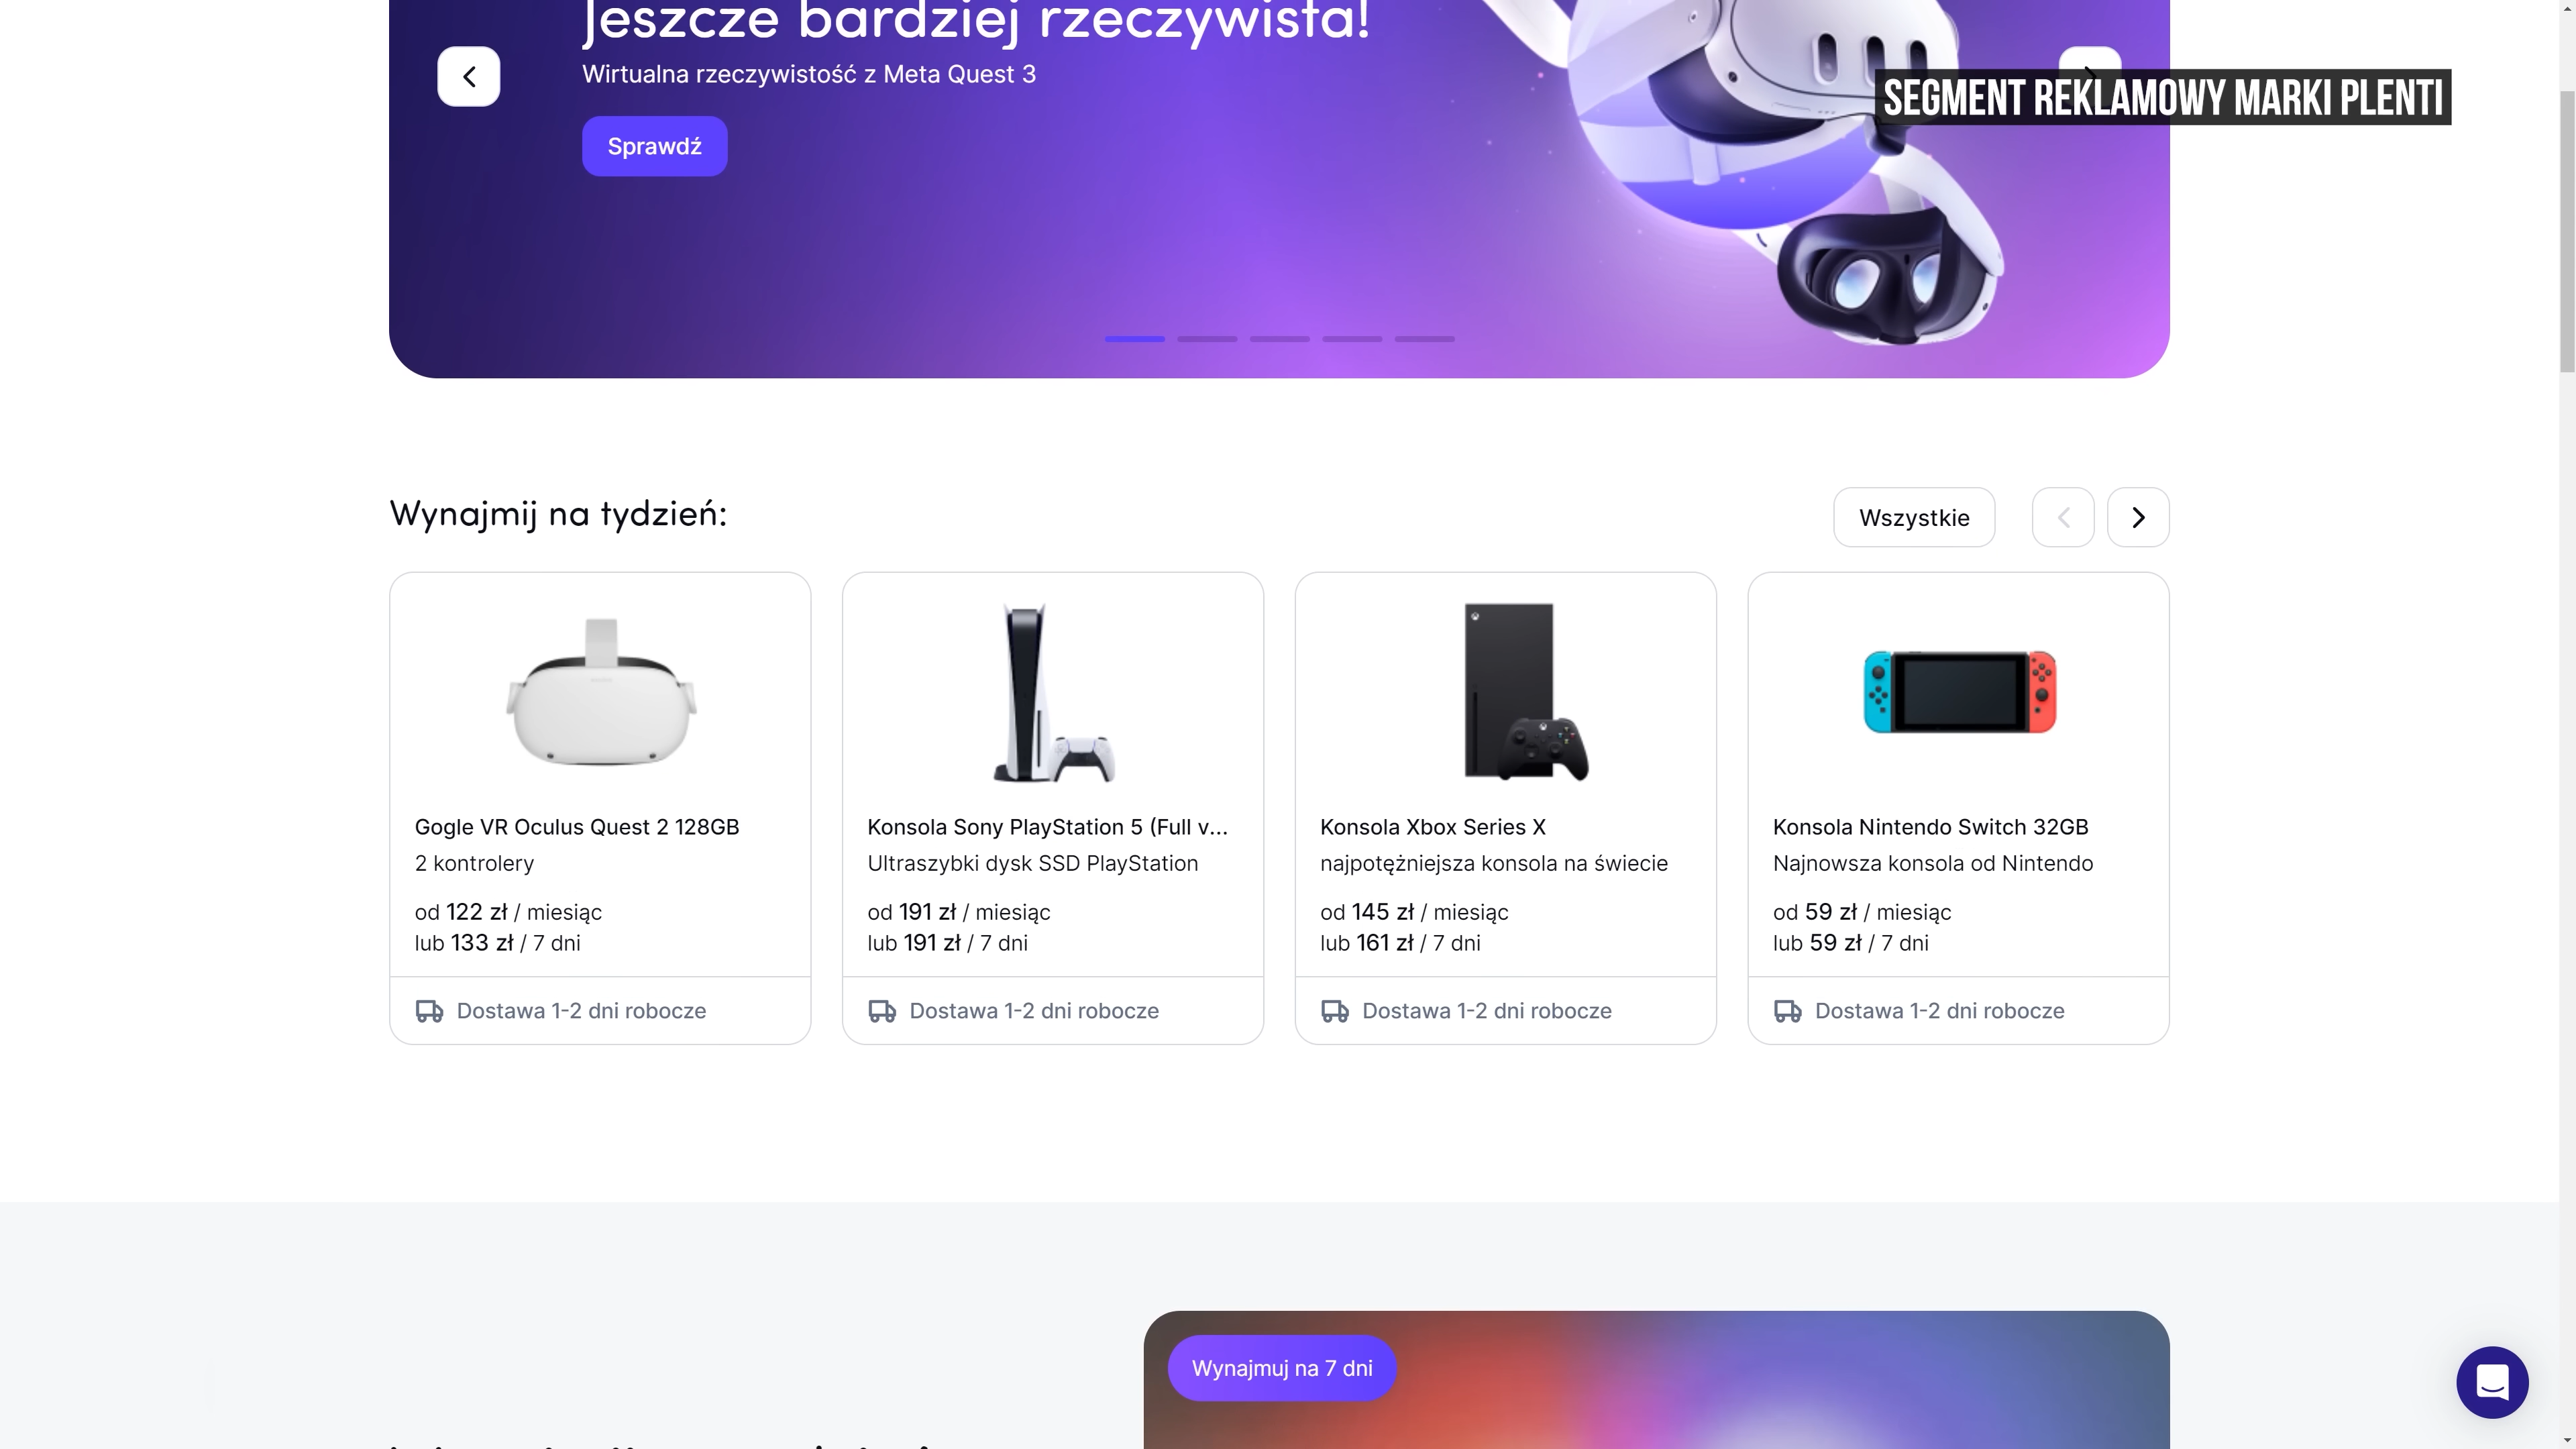 Jeszcze bardziej rzeczywista!
Wirtualna rzeczywistość z Meta Quest 3
Sprawdź
SEGMENT REKLAMOWY MARKI PLENTI
Wynajmij na tydzień:
Wszystkie
Gogle VR Oculus Quest 2 128GB
2 kontrolery
od 122 zł / miesiąc
lub 133 zł / 7 dni
Dostawa 1-2 dni robocze
Konsola Sony PlayStation 5 (Full v...
Ultraszybki dysk SSD PlayStation
od 191 zł / miesiąc
lub 191 zł / 7 dni
Dostawa 1-2 dni robocze
Konsola Xbox Series X
najpotężniejsza konsola na świecie
od 145 zł / miesiąc
lub 161 zł / 7 dni
Dostawa 1-2 dni robocze
Konsola Nintendo Switch 32GB
Najnowsza konsola od Nintendo
od 59 zł / miesiąc
lub 59 zł / 7 dni
Dostawa 1-2 dni robocze
Wynajmuj na 7 dni